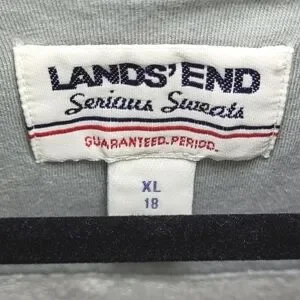 LANDS' END
Serious Sweats
GUARANTEED. PERIOD.
XL
18